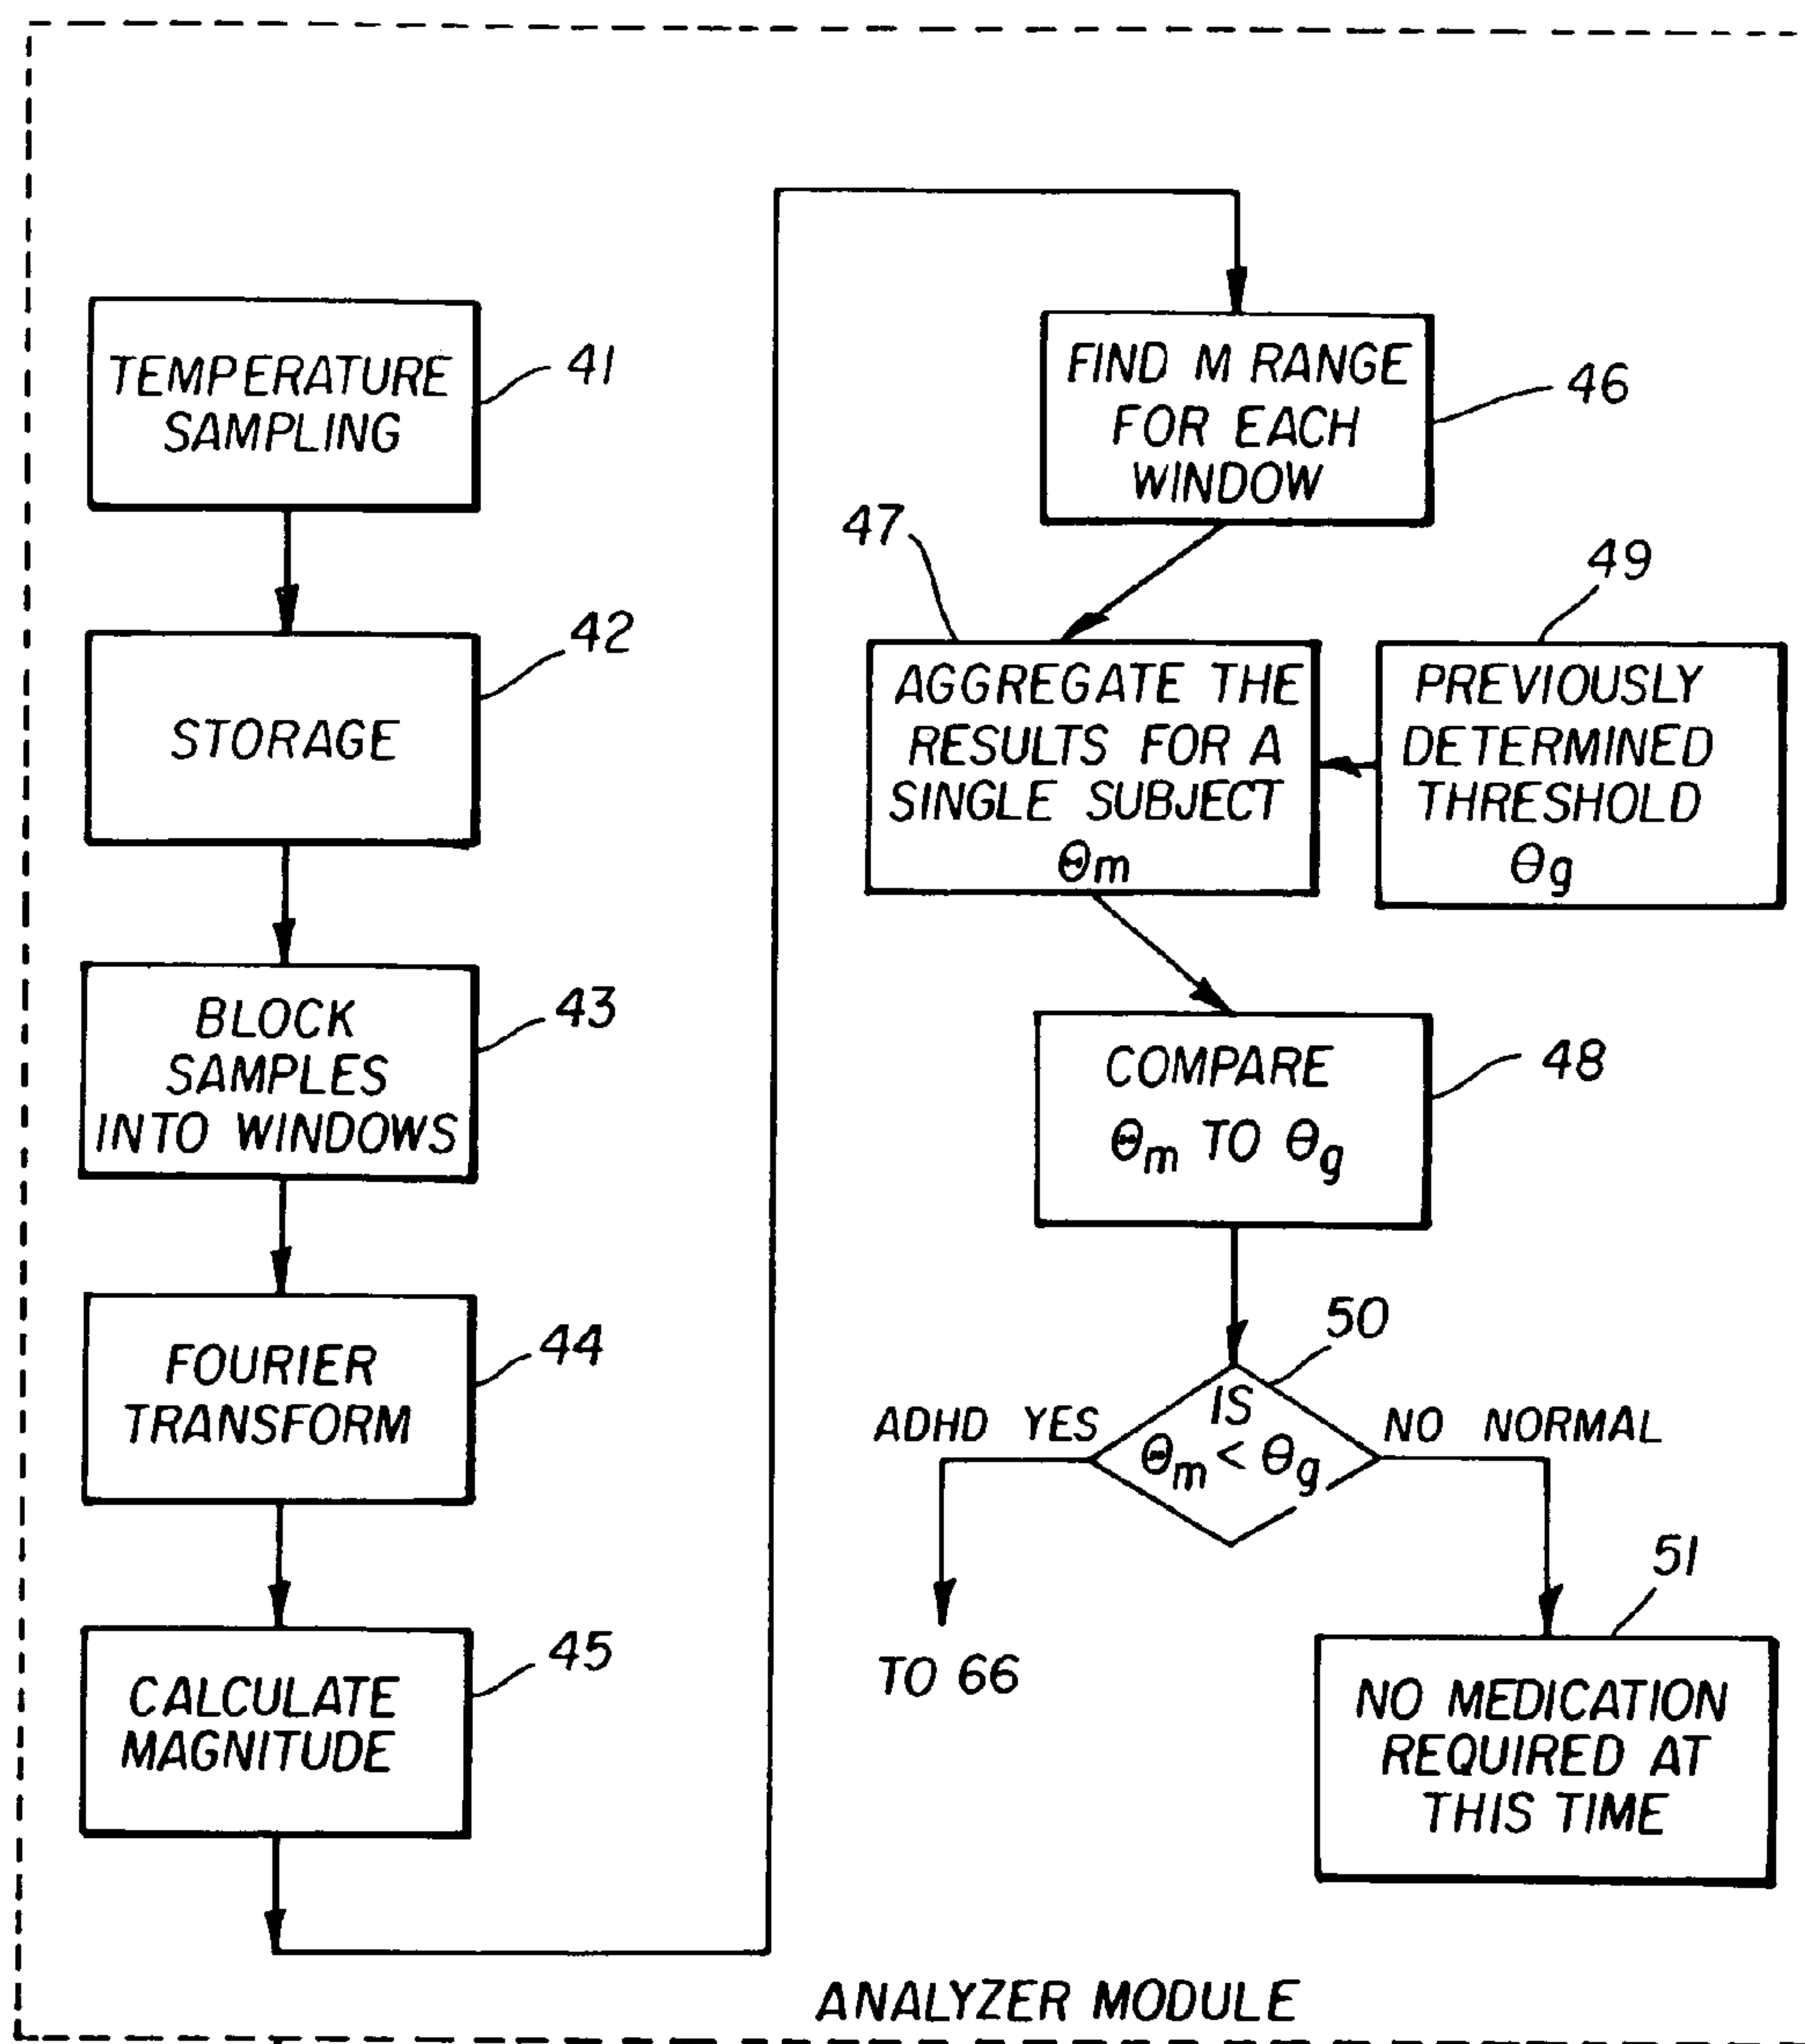 TEMPERATURE
SAMPLING
41
STORAGE
42
BLOCK
SAMPLES
INTO WINDOWS
43
FOURIER
TRANSFORM
44
CALCULATE
MAGNITUDE
45
FIND M RANGE
FOR EACH
WINDOW
46
47
AGGREGATE THE
RESULTS FOR A
SINGLE SUBJECT
Θm
49
PREVIOUSLY
DETERMINED
THRESHOLD
Θg
COMPARE
Θm TO Θg
48
50
IS
Θm < Θg
ADHD YES
NO NORMAL
TO 66
51
NO MEDICATION
REQUIRED AT
THIS TIME
ANALYZER MODULE